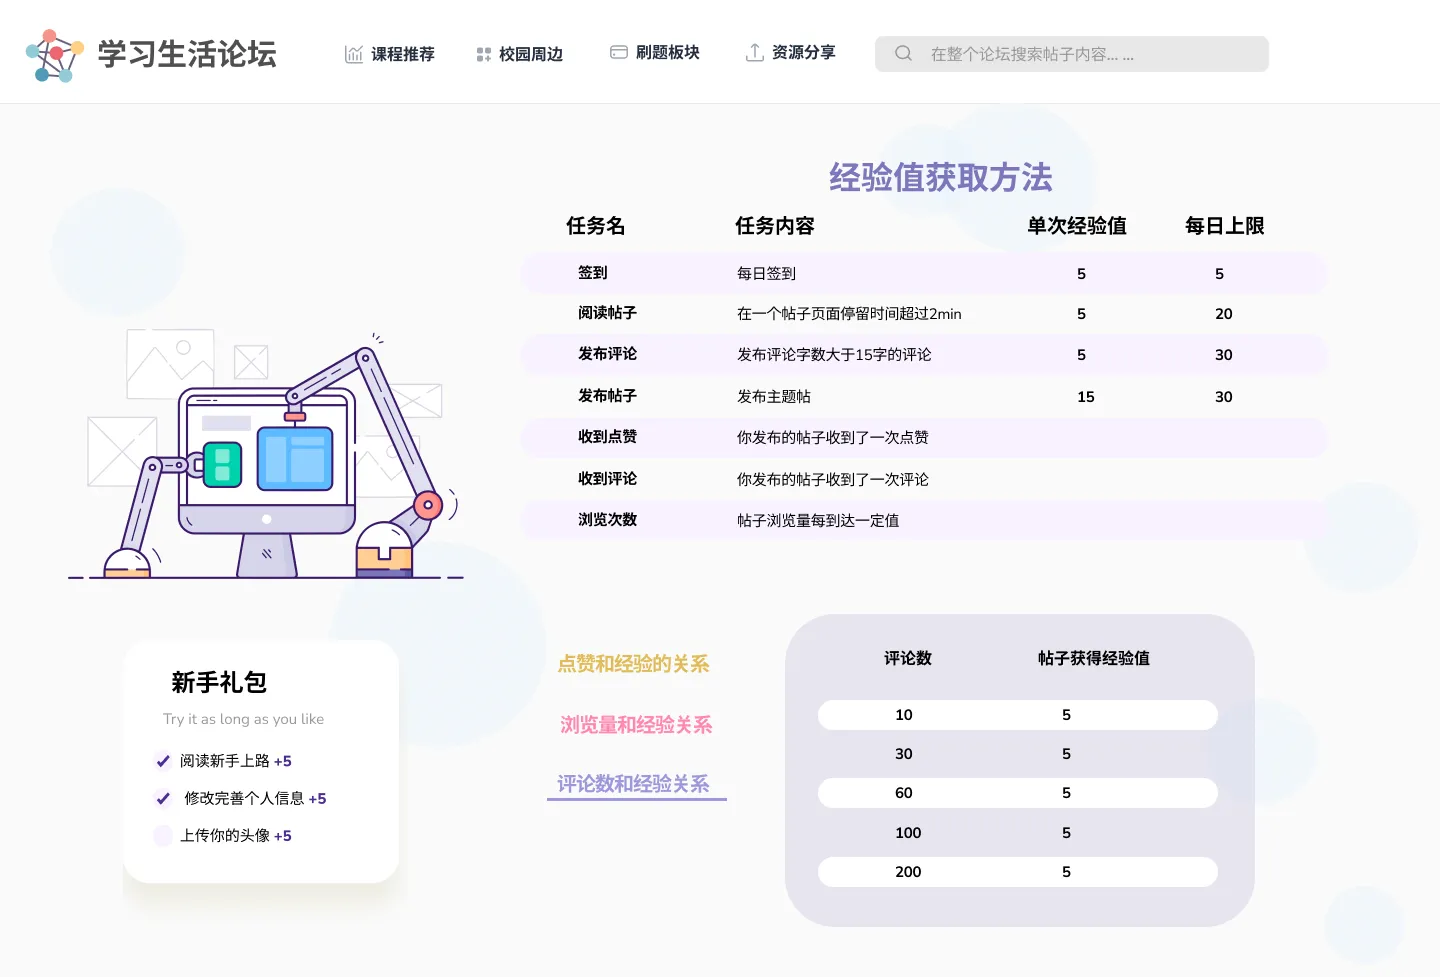 学习生活论坛
课程推荐 校园周边 刷题板块 资源分享 在整个论坛搜索帖子内容... ...
经验值获取方法
任务名 任务内容 单次经验值 每日上限
签到 每日签到 5 5
阅读帖子 在一个帖子页面停留时间超过2min 5 20
发布评论 发布评论字数大于15字的评论 5 30
发布帖子 发布主题帖 15 30
收到点赞 你发布的帖子收到了一次点赞
收到评论 你发布的帖子收到了一次评论
浏览次数 帖子浏览量每到达一定值
新手礼包
Try it as long as you like
阅读新手上路 +5
修改完善个人信息 +5
上传你的头像 +5
点赞和经验的关系
浏览量和经验关系
评论数和经验关系
评论数 帖子获得经验值
10 5
30 5
60 5
100 5
200 5